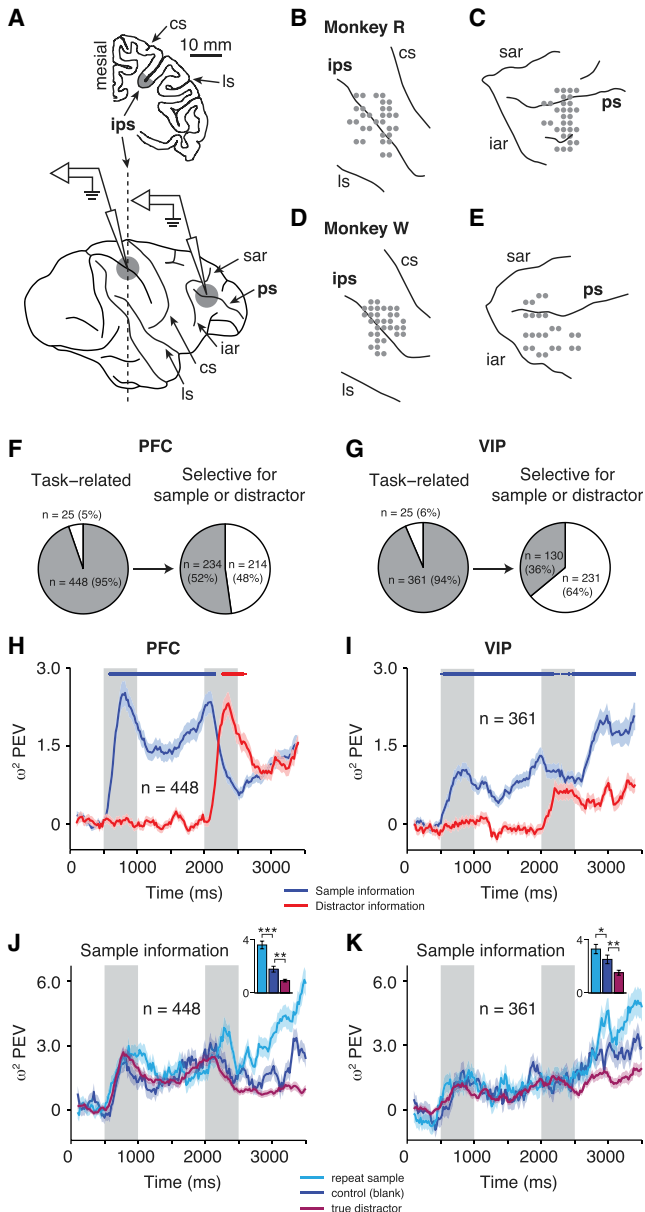 A
cs
10 mm
mesial
ls
ips
sar
ps
iar
cs
ls
B
Monkey R
cs
ips
ls
C
sar
ps
iar
D
Monkey W
cs
ips
ls
E
sar
ps
iar
F
PFC
Task–related
Selective for
sample or distractor
n = 25 (5%)
n = 448 (95%)
n = 234
(52%)
n = 214
(48%)
G
VIP
Task–related
Selective for
sample or distractor
n = 25 (6%)
n = 361 (94%)
n = 130
(36%)
n = 231
(64%)
H
PFC
3.0
1.5
0
ω² PEV
n = 448
0 1000 2000 3000
Time (ms)
I
VIP
3.0
1.5
0
ω² PEV
n = 361
0 1000 2000 3000
Time (ms)
Sample information
Distractor information
J
Sample information
4
0
***
**
6.0
3.0
0
ω² PEV
n = 448
0 1000 2000 3000
Time (ms)
K
Sample information
4
0
*
**
6.0
3.0
0
ω² PEV
n = 361
0 1000 2000 3000
Time (ms)
repeat sample
control (blank)
true distractor